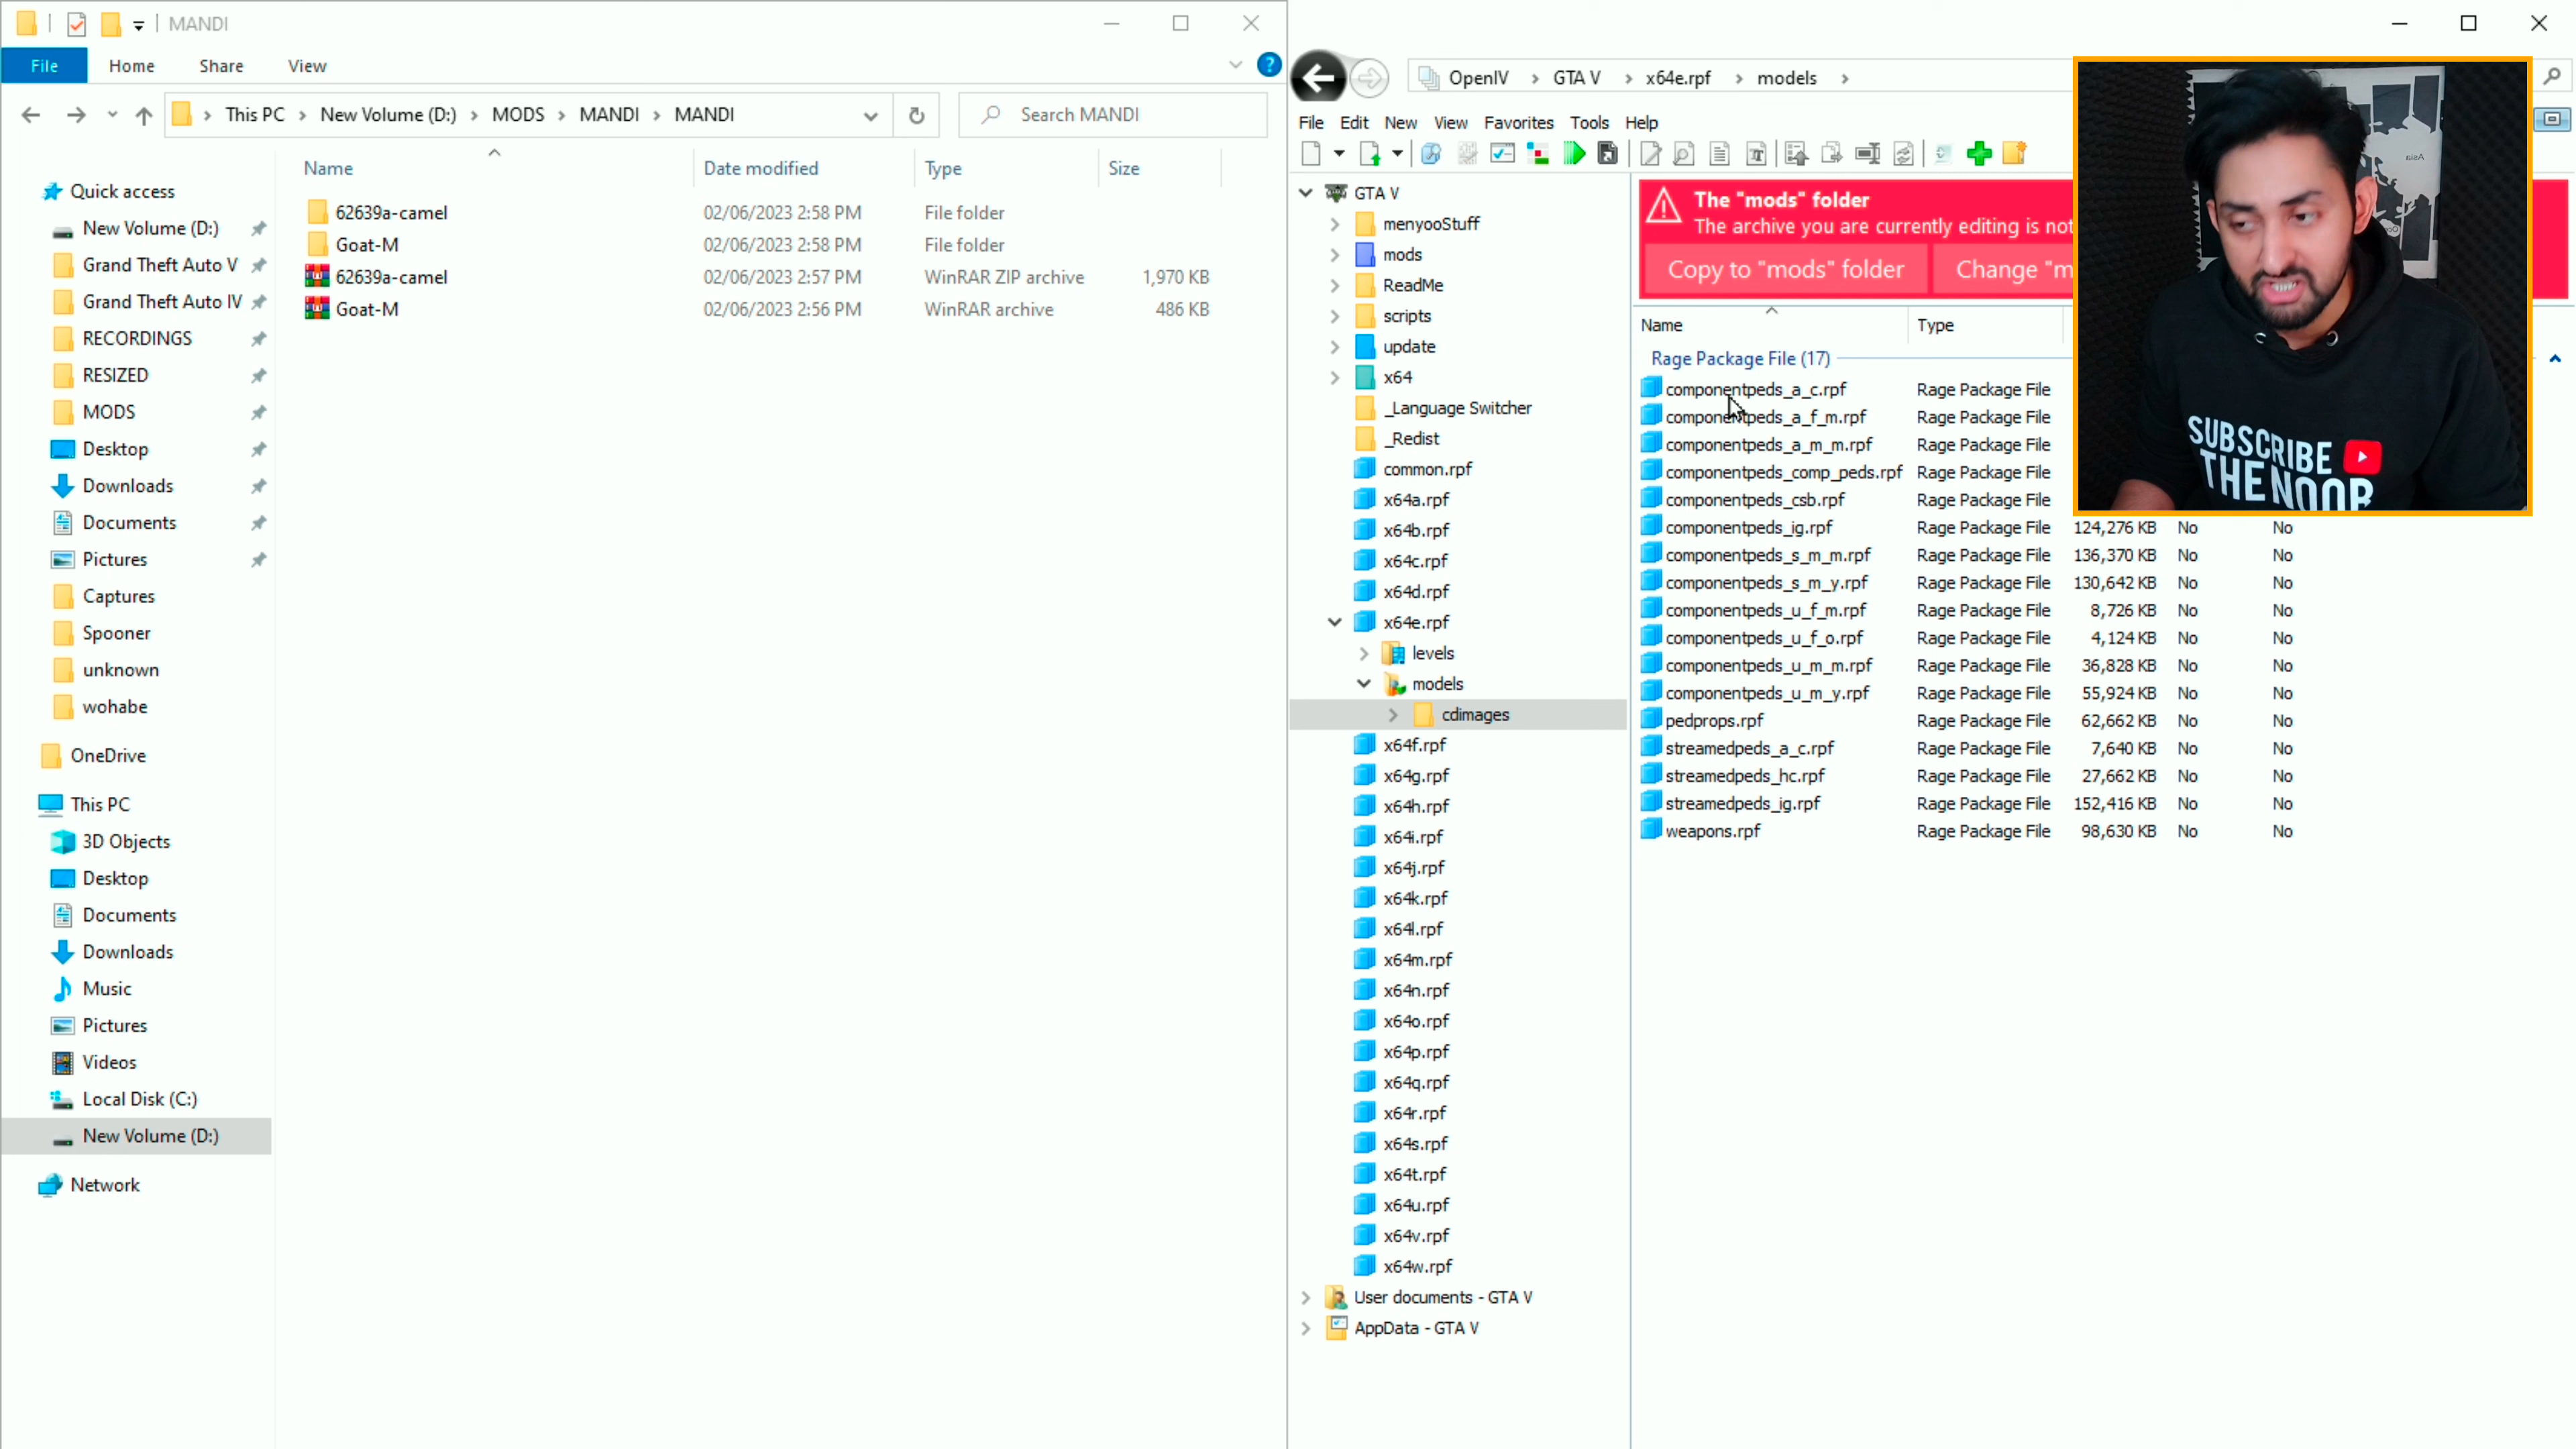 MANDI
File
Home
Share
View
This PC
New Volume (D:)
MODS
MANDI
MANDI
Search MANDI
Name
Date modified
Type
Size
62639a-camel
02/06/2023 2:58 PM
File folder
Goat-M
02/06/2023 2:58 PM
File folder
62639a-camel
02/06/2023 2:57 PM
WinRAR ZIP archive
1,970 KB
Goat-M
02/06/2023 2:56 PM
WinRAR archive
486 KB
Quick access
New Volume (D:)
Grand Theft Auto V
Grand Theft Auto IV
RECORDINGS
RESIZED
MODS
Desktop
Downloads
Documents
Pictures
Captures
Spooner
unknown
wohabe
OneDrive
This PC
3D Objects
Desktop
Documents
Downloads
Music
Pictures
Videos
Local Disk (C:)
New Volume (D:)
Network
OpenIV
GTA V
x64e.rpf
models
File
Edit
New
View
Favorites
Tools
Help
GTA V
menyooStuff
mods
ReadMe
scripts
update
x64
_Language Switcher
_Redist
common.rpf
x64a.rpf
x64b.rpf
x64c.rpf
x64d.rpf
x64e.rpf
levels
models
cdimages
x64f.rpf
x64g.rpf
x64h.rpf
x64i.rpf
x64j.rpf
x64k.rpf
x64l.rpf
x64m.rpf
x64n.rpf
x64o.rpf
x64p.rpf
x64q.rpf
x64r.rpf
x64s.rpf
x64t.rpf
x64u.rpf
x64v.rpf
x64w.rpf
User documents - GTA V
AppData - GTA V
The "mods" folder
The archive you are currently editing is not
Copy to "mods" folder
Change "m
Name
Type
Rage Package File (17)
componentpeds_a_c.rpf
Rage Package File
componentpeds_a_f_m.rpf
Rage Package File
componentpeds_a_m_m.rpf
Rage Package File
componentpeds_comp_peds.rpf
Rage Package File
componentpeds_csb.rpf
Rage Package File
componentpeds_ig.rpf
Rage Package File
124,276 KB
No
No
componentpeds_s_m_m.rpf
Rage Package File
136,370 KB
No
No
componentpeds_s_m_y.rpf
Rage Package File
130,642 KB
No
No
componentpeds_u_f_m.rpf
Rage Package File
8,726 KB
No
No
componentpeds_u_f_o.rpf
Rage Package File
4,124 KB
No
No
componentpeds_u_m_m.rpf
Rage Package File
36,828 KB
No
No
componentpeds_u_m_y.rpf
Rage Package File
55,924 KB
No
No
pedprops.rpf
Rage Package File
62,662 KB
No
No
streamedpeds_a_c.rpf
Rage Package File
7,640 KB
No
No
streamedpeds_hc.rpf
Rage Package File
27,662 KB
No
No
streamedpeds_ig.rpf
Rage Package File
152,416 KB
No
No
weapons.rpf
Rage Package File
98,630 KB
No
No
Asia
SUBSCRIBE
THE NOOR